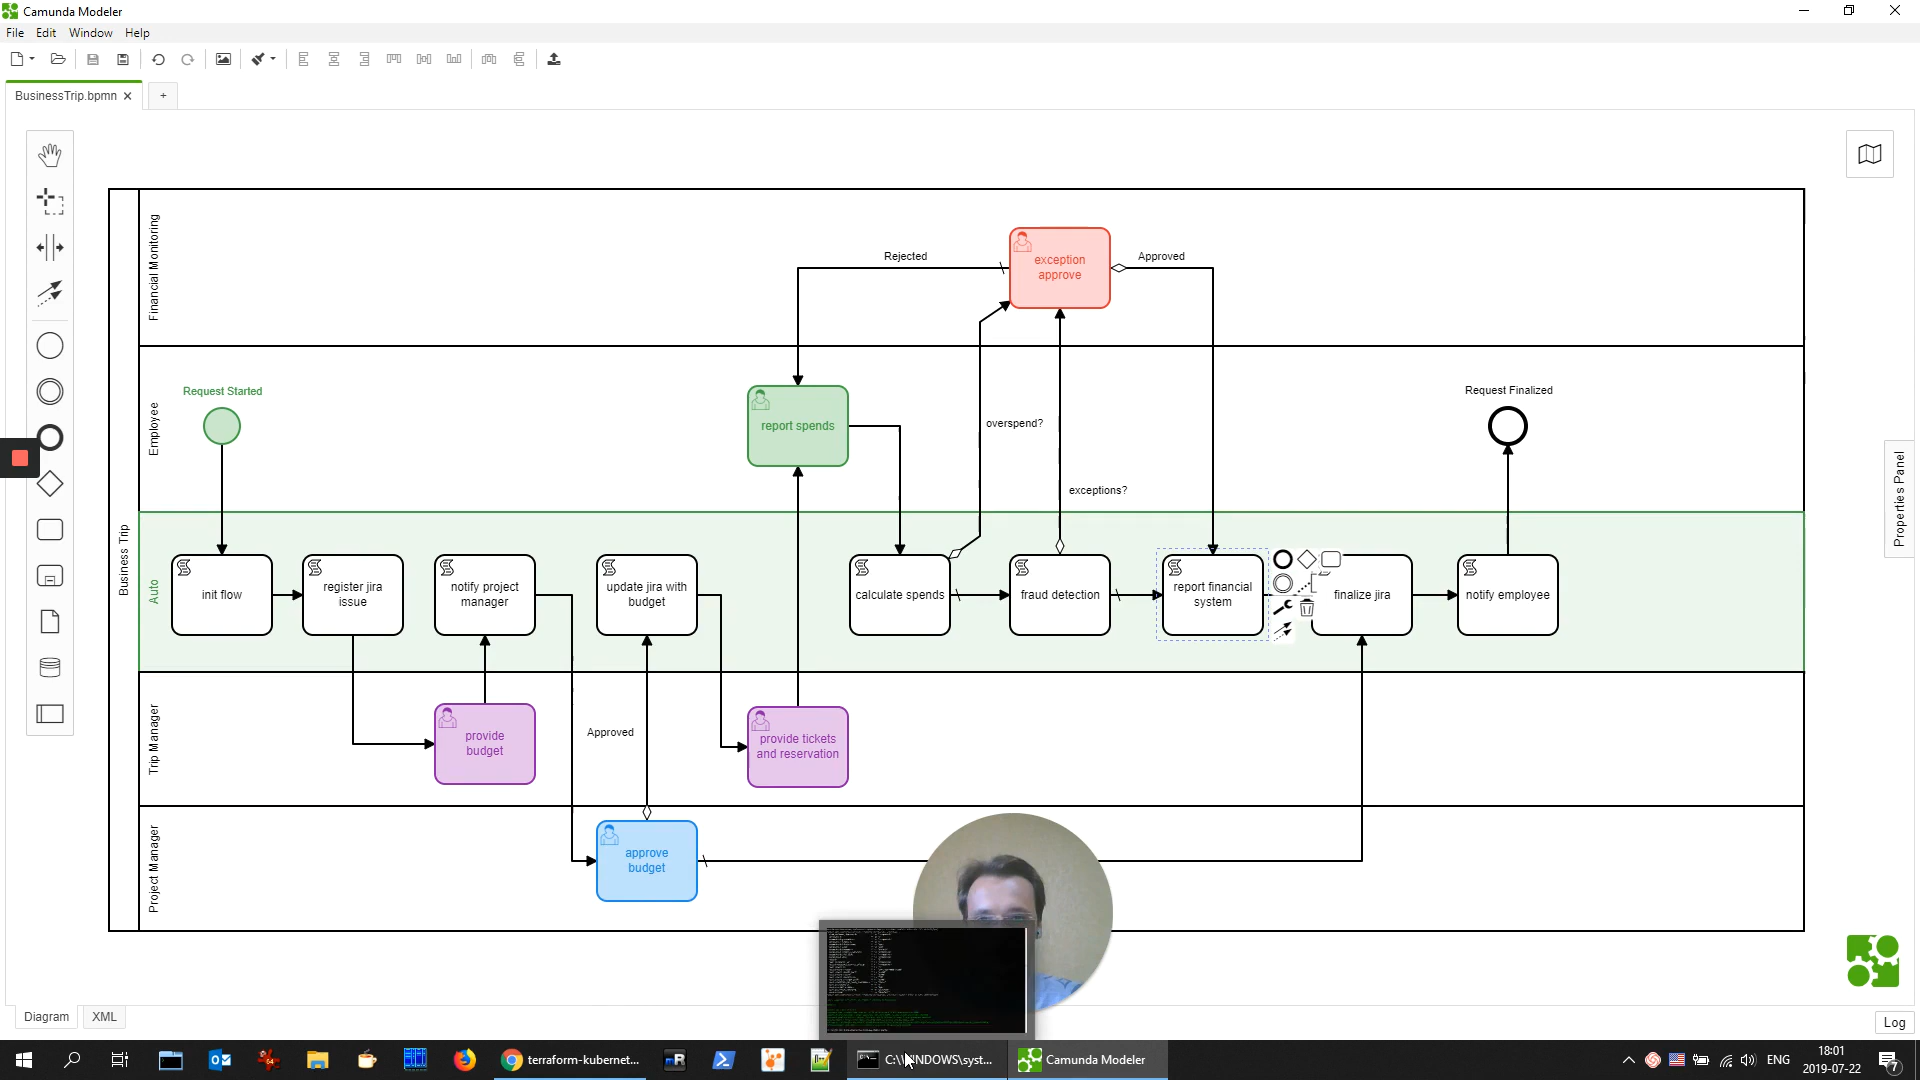 Camunda Modeler
File Edit Window Help
BusinessTrip.bpmn
Financial Monitoring
exception
approve
Rejected
Approved
Request Started
Request Finalized
Employee
report spends
overspend?
exceptions?
Properties Panel
Business Trip
Auto
init flow
register jira
issue
notify project
manager
update jira with
budget
calculate spends
fraud detection
report financial
system
finalize jira
notify employee
Trip Manager
provide
budget
Approved
provide tickets
and reservation
Project Manager
approve
budget
Diagram XML
Log
terraform-kubernet...
C:\WINDOWS\syst...
Camunda Modeler
ENG
18:01
2019-07-22
7